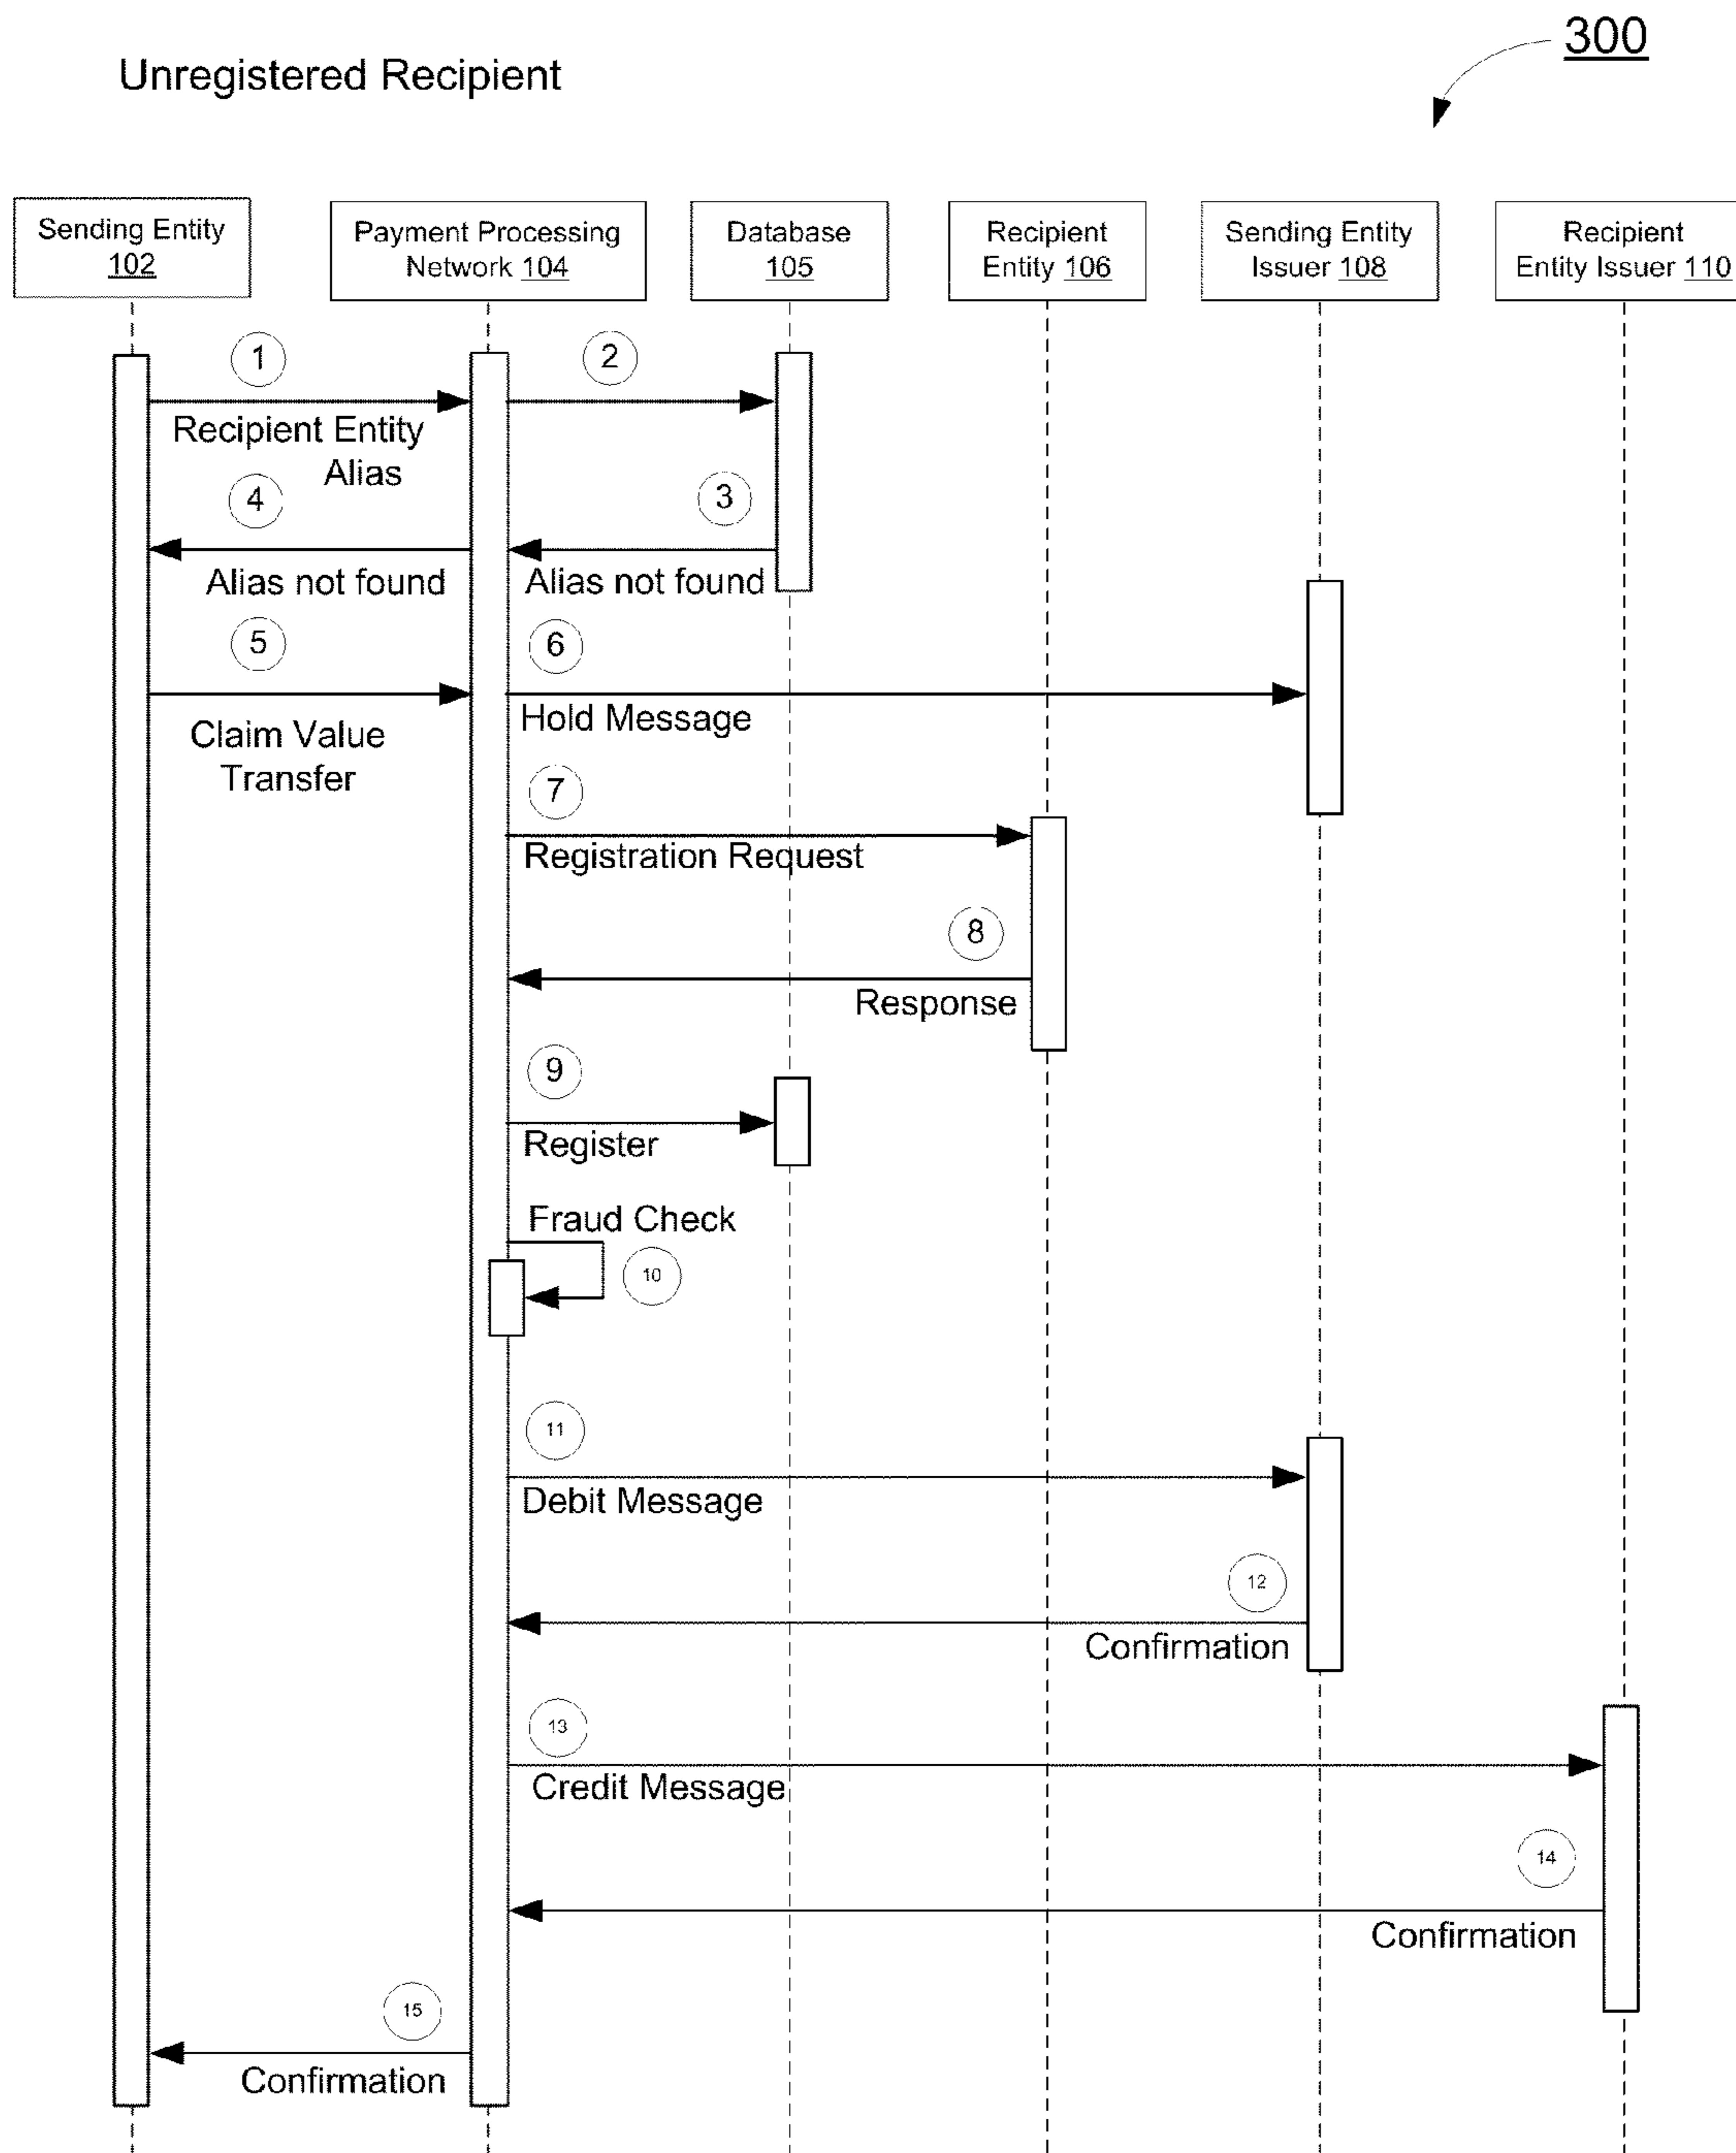 300
Unregistered Recipient
Sending Entity
102
Payment Processing
Network 104
Database
105
Recipient
Entity 106
Sending Entity
Issuer 108
Recipient
Entity Issuer 110
1
2
Recipient Entity
Alias
4
3
Alias not found
Alias not found
5
6
Hold Message
Claim Value
Transfer
7
Registration Request
8
Response
9
Register
Fraud Check
10
11
Debit Message
12
Confirmation
13
Credit Message
14
Confirmation
15
Confirmation